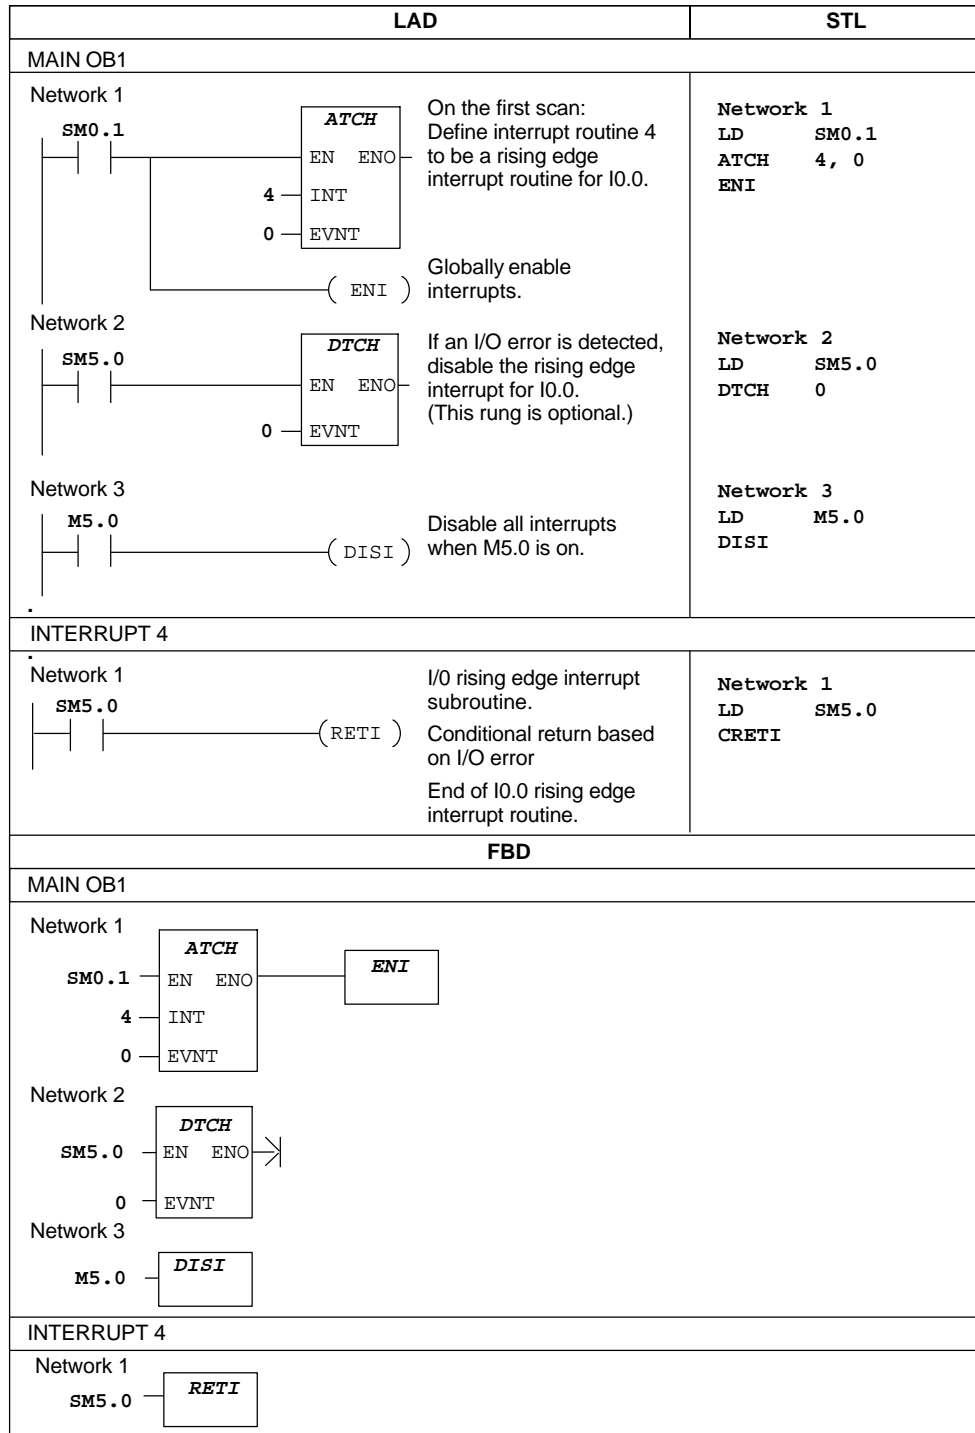 LAD
STL
MAIN OB1
Network 1
SM0.1
ATCH
EN ENO
4 INT
0 EVNT
On the first scan:
Define interrupt routine 4
to be a rising edge
interrupt routine for I0.0.
( ENI )
Globally enable
interrupts.
Network 1
LD SM0.1
ATCH 4, 0
ENI
Network 2
SM5.0
DTCH
EN ENO
0 EVNT
If an I/O error is detected,
disable the rising edge
interrupt for I0.0.
(This rung is optional.)
Network 2
LD SM5.0
DTCH 0
Network 3
M5.0
( DISI )
Disable all interrupts
when M5.0 is on.
Network 3
LD M5.0
DISI
.
INTERRUPT 4
.
Network 1
SM5.0
( RETI )
I/0 rising edge interrupt
subroutine.
Conditional return based
on I/O error
End of I0.0 rising edge
interrupt routine.
Network 1
LD SM5.0
CRETI
FBD
MAIN OB1
Network 1
ATCH
SM0.1 EN ENO
4 INT
0 EVNT
ENI
Network 2
DTCH
SM5.0 EN ENO
0 EVNT
Network 3
M5.0 DISI
INTERRUPT 4
Network 1
SM5.0 RETI